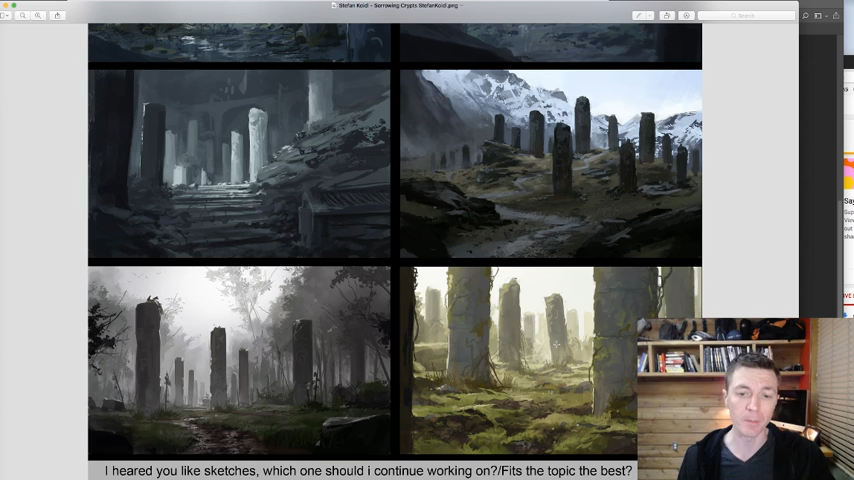 Stefan Koidl – Sorrowing Crypts StefanKoidl.png
Search
I heared you like sketches, which one should i continue working on?/Fits the topic the best?